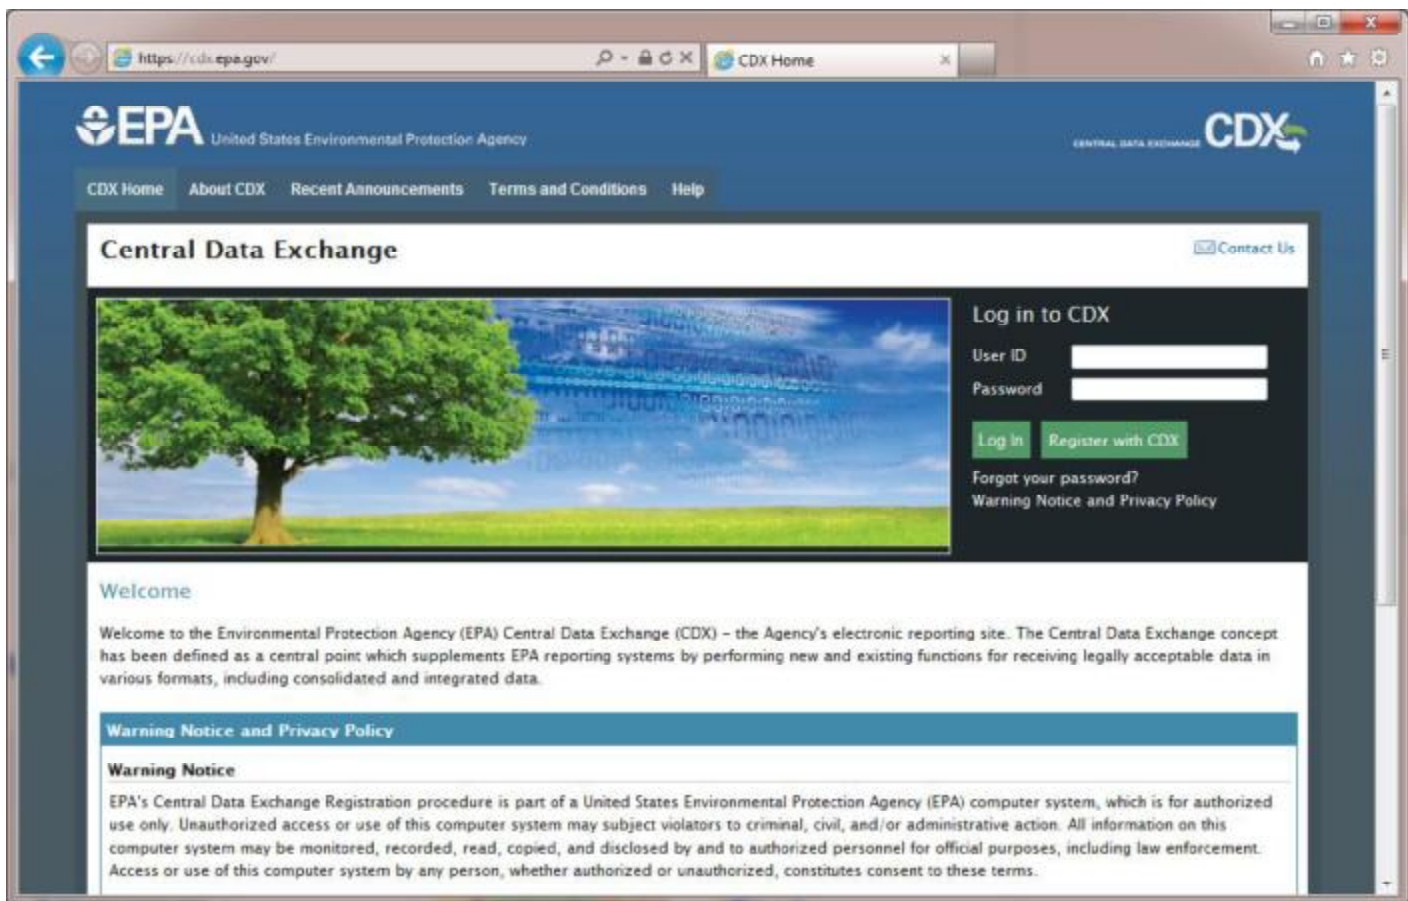 https://cdx.epa.gov/
CDX Home
EPA United States Environmental Protection Agency
CENTRAL DATA EXCHANGE CDX
CDX Home About CDX Recent Announcements Terms and Conditions Help
Central Data Exchange
Contact Us
Log in to CDX
User ID
Password
Log In Register with CDX
Forgot your password?
Warning Notice and Privacy Policy
Welcome
Welcome to the Environmental Protection Agency (EPA) Central Data Exchange (CDX) – the Agency's electronic reporting site. The Central Data Exchange concept
has been defined as a central point which supplements EPA reporting systems by performing new and existing functions for receiving legally acceptable data in
various formats, including consolidated and integrated data.
Warning Notice and Privacy Policy
Warning Notice
EPA's Central Data Exchange Registration procedure is part of a United States Environmental Protection Agency (EPA) computer system, which is for authorized
use only. Unauthorized access or use of this computer system may subject violators to criminal, civil, and/or administrative action. All information on this
computer system may be monitored, recorded, read, copied, and disclosed by and to authorized personnel for official purposes, including law enforcement.
Access or use of this computer system by any person, whether authorized or unauthorized, constitutes consent to these terms.